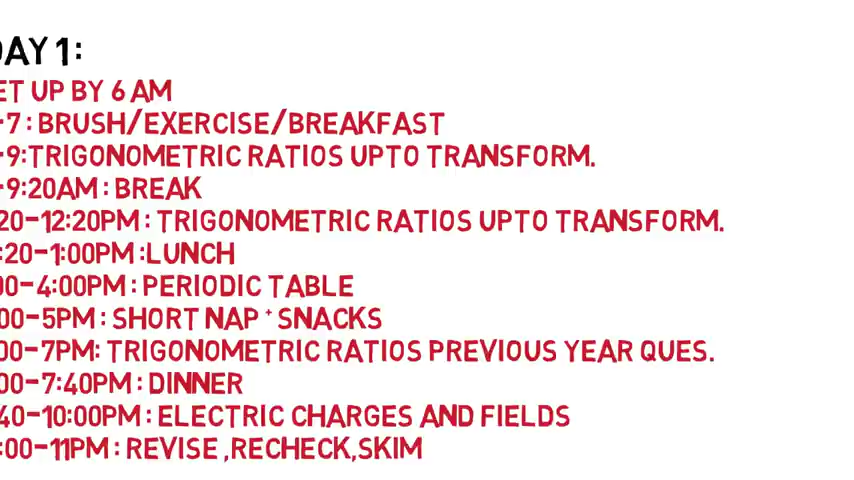 DAY 1:
ET UP BY 6 AM
-7 : BRUSH/EXERCISE/BREAKFAST
-9:TRIGONOMETRIC RATIOS UPTO TRANSFORM.
-9:20AM : BREAK
20-12:20PM : TRIGONOMETRIC RATIOS UPTO TRANSFORM.
:20-1:00PM :LUNCH
00-4:00PM : PERIODIC TABLE
00-5PM : SHORT NAP + SNACKS
00-7PM: TRIGONOMETRIC RATIOS PREVIOUS YEAR QUES.
00-7:40PM : DINNER
40-10:00PM : ELECTRIC CHARGES AND FIELDS
:00-11PM : REVISE ,RECHECK,SKIM